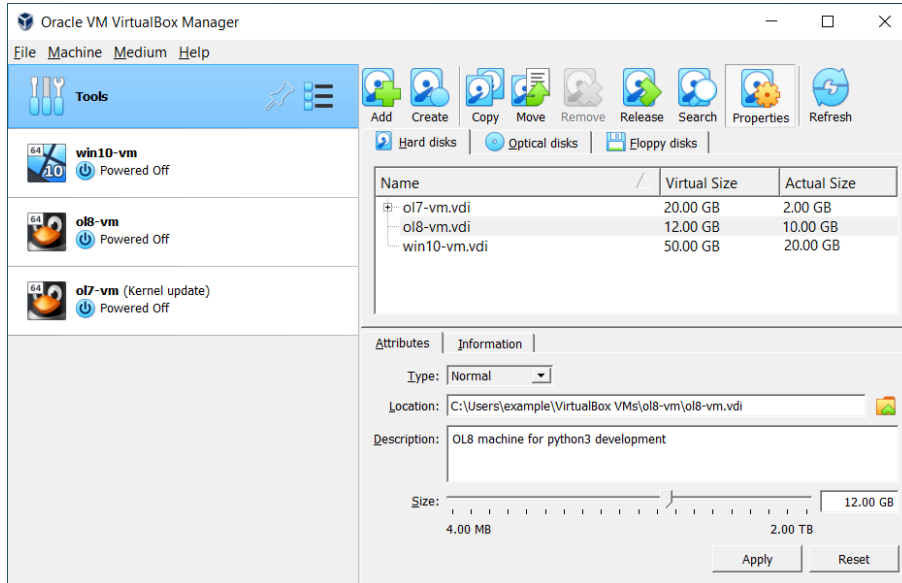 Oracle VM VirtualBox Manager
File Machine Medium Help
Tools
64
10
win10-vm
Powered Off
64
ol8-vm
Powered Off
64
ol7-vm (Kernel update)
Powered Off
Add Create Copy Move Remove Release Search Properties Refresh
Hard disks Optical disks Floppy disks
Name Virtual Size Actual Size
ol7-vm.vdi 20.00 GB 2.00 GB
ol8-vm.vdi 12.00 GB 10.00 GB
win10-vm.vdi 50.00 GB 20.00 GB
Attributes Information
Type: Normal
Location: C:\Users\example\VirtualBox VMs\ol8-vm\ol8-vm.vdi
Description: OL8 machine for python3 development
Size: 12.00 GB
4.00 MB 2.00 TB
Apply Reset